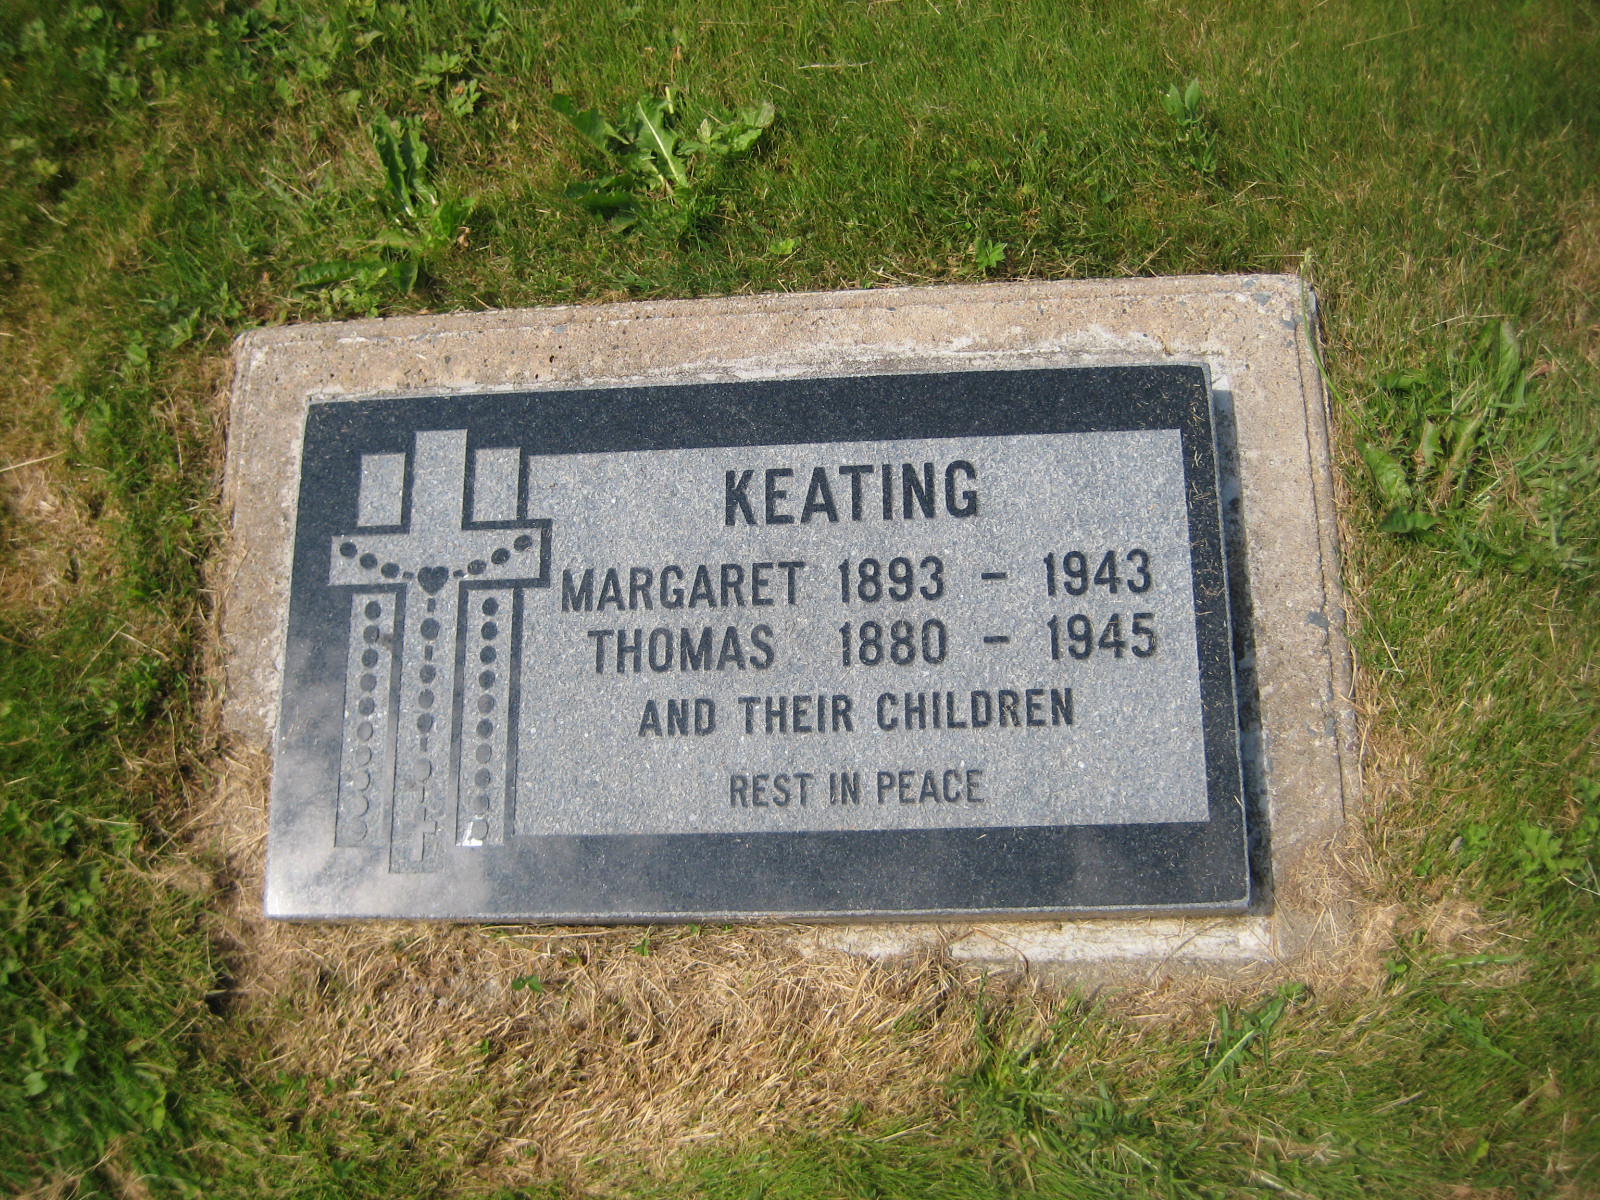 KEATING
MARGARET 1893 - 1943
THOMAS 1880 - 1945
AND THEIR CHILDREN
REST IN PEACE